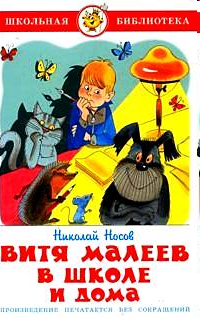 ШКОЛЬНАЯ БИБЛИОТЕКА
Николай Носов
ВИТЯ МАЛЕЕВ
В ШКОЛЕ
И ДОМА
ПРОИЗВЕДЕНИЕ ПЕЧАТАЕТСЯ БЕЗ СОКРАЩЕНИЙ